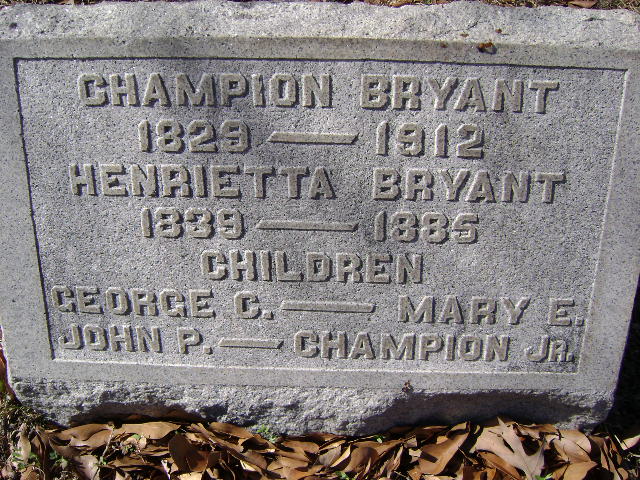 CHAMPION BRYANT
1829 — 1912
HENRIETTA BRYANT
1839 — 1885
CHILDREN
GEORGE C. — MARY E.
JOHN P. — CHAMPION JR.